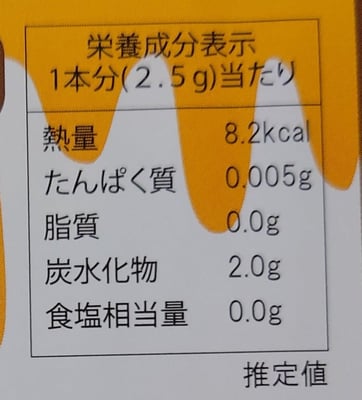 栄養成分表示
1本分(2.5g)当たり
熱量 8.2kcal
たんぱく質 0.005g
脂質 0.0g
炭水化物 2.0g
食塩相当量 0.0g
推定値